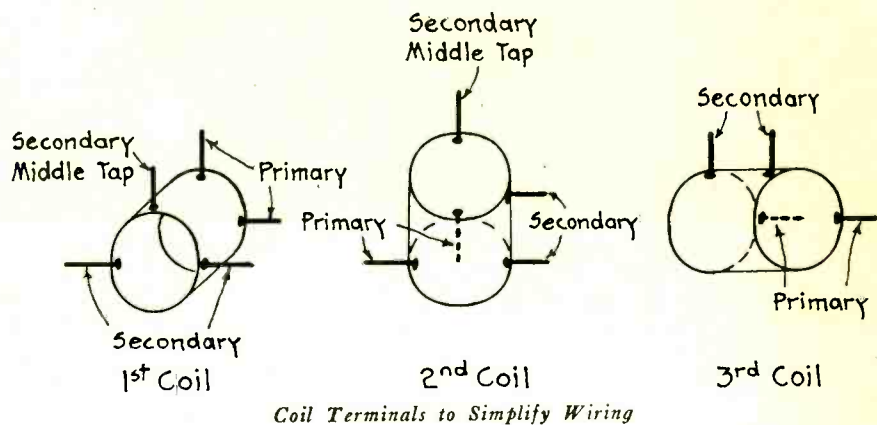 Secondary
Middle Tap
Primary
Secondary
1st Coil
Secondary
Middle Tap
Primary
Secondary
2nd Coil
Secondary
Primary
3rd Coil
Coil Terminals to Simplify Wiring